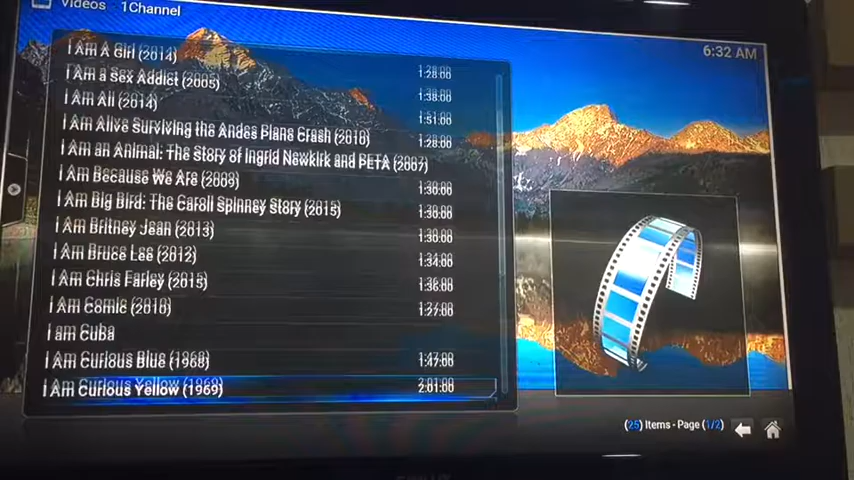 Videos - 1Channel
6:32 AM
I Am A Girl (2014) 1:28:00
I Am a Sex Addict (2005) 1:38:00
I Am Ali (2014) 1:51:00
I Am Alive Surviving the Andes Plane Crash (2010) 1:28:00
I Am an Animal: The Story of Ingrid Newkirk and PETA (2007)
I Am Because We Are (2009) 1:30:00
I Am Big Bird: The Caroll Spinney Story (2015) 1:30:00
I Am Britney Jean (2013) 1:30:00
I Am Bruce Lee (2012) 1:34:00
I Am Chris Farley (2015) 1:36:00
I Am Comic (2010) 1:27:00
I am Cuba
I Am Curious Blue (1968) 1:47:00
I Am Curious Yellow (1969) 2:01:00
(25) Items - Page (1/2)